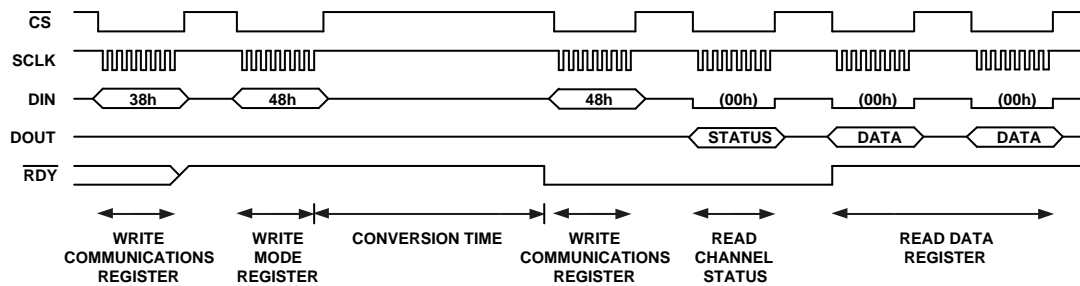 CS
SCLK
DIN
38h
48h
48h
(00h)
(00h)
(00h)
DOUT
STATUS
DATA
DATA
RDY
WRITE
COMMUNICATIONS
REGISTER
WRITE
MODE
REGISTER
CONVERSION TIME
WRITE
COMMUNICATIONS
REGISTER
READ
CHANNEL
STATUS
READ DATA
REGISTER